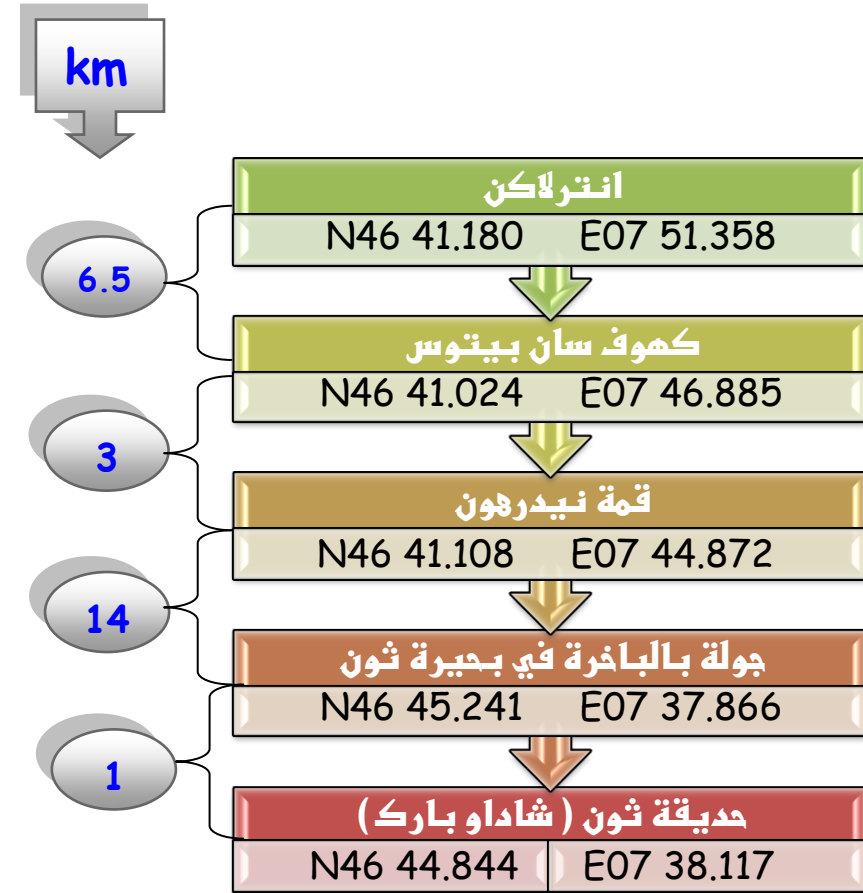 km
انترلاكن
N46 41.180 E07 51.358
6.5
كهوف سان بيتوس
N46 41.024 E07 46.885
3
قمة نيدرهون
N46 41.108 E07 44.872
14
جولة بالباخرة في بحيرة ثون
N46 45.241 E07 37.866
1
حديقة ثون ( شاداو بارك )
N46 44.844 E07 38.117